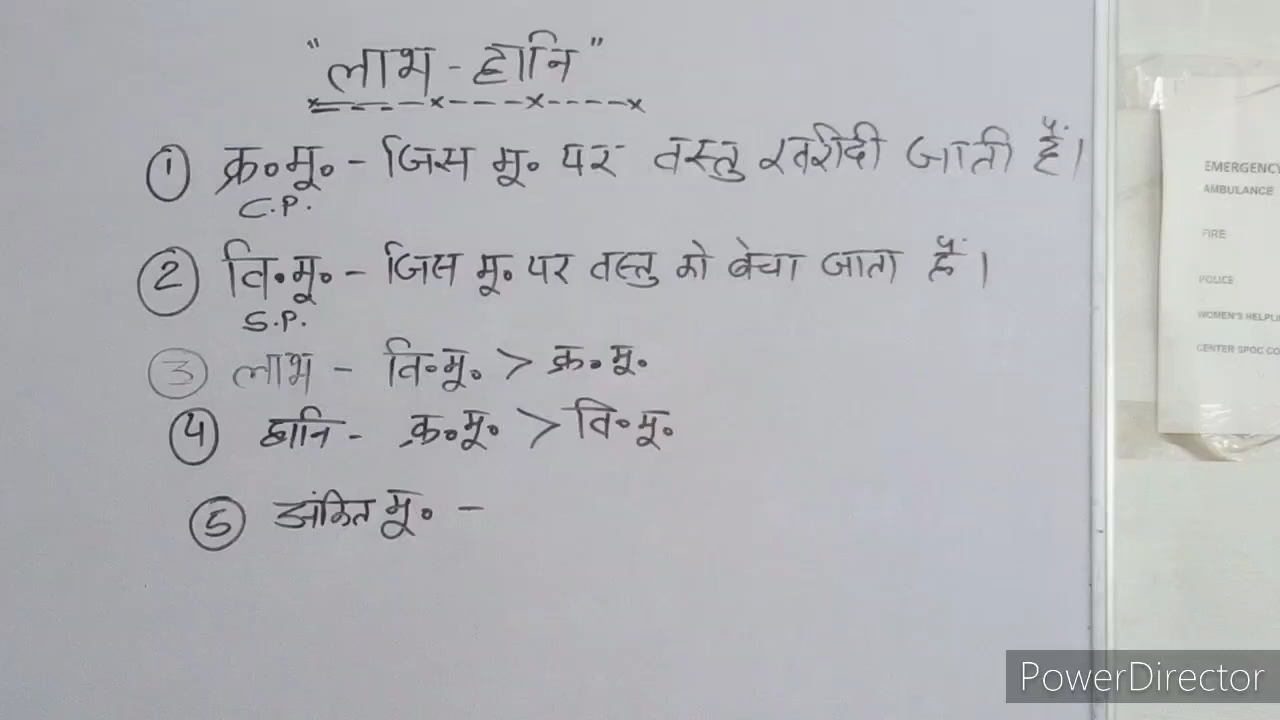 "लाभ - हानि"
① क्र॰मू॰ - जिस मू॰ पर वस्तु खरीदी जाती हैं।
C.P.
② वि॰मू॰ - जिस मू॰ पर वस्तु को बेचा जाता हैं।
S.P.
③ लाभ - वि॰मू॰ > क्र॰मू॰
④ हानि - क्र॰मू॰ > वि॰मू॰
⑤ अंकित मू॰ -
EMERGENCY
AMBULANCE
FIRE
POLICE
WOMEN'S HELPLI
CENTER SPOC CO
PowerDirector